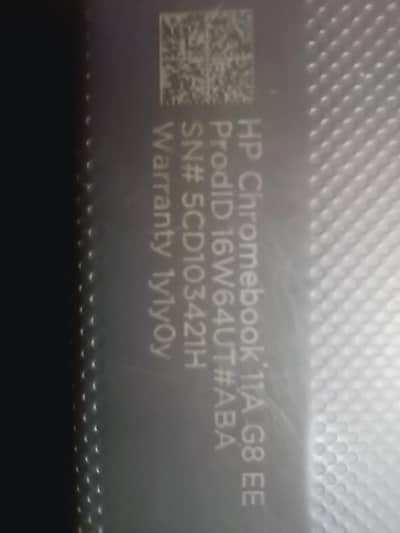 HP Chromebook 11A G8 EE
ProdID 16W64UT#ABA
SN# 5CD103421H
Warranty 1y1y0y